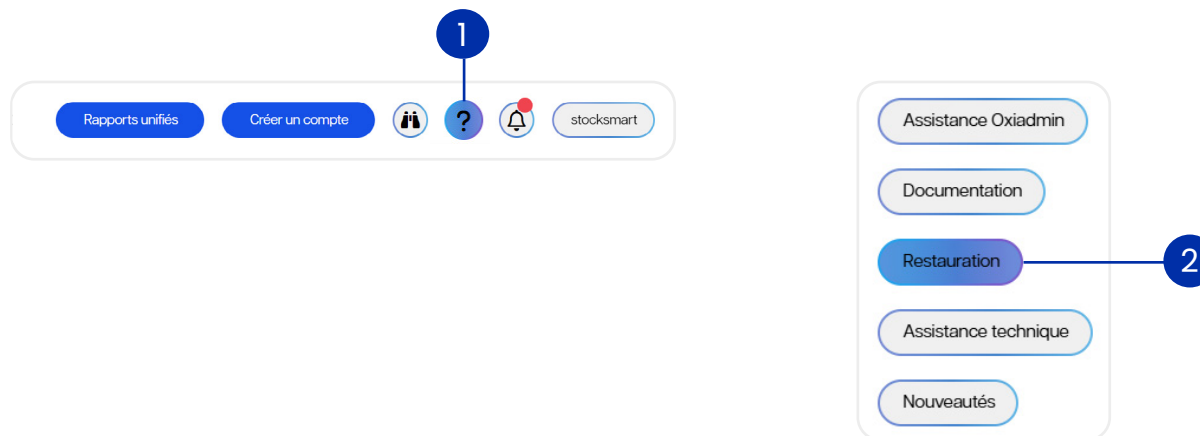 1
Rapports unifiés
Créer un compte
?
stocksmart
Assistance Oxiadmin
Documentation
Restauration
2
Assistance technique
Nouveautés